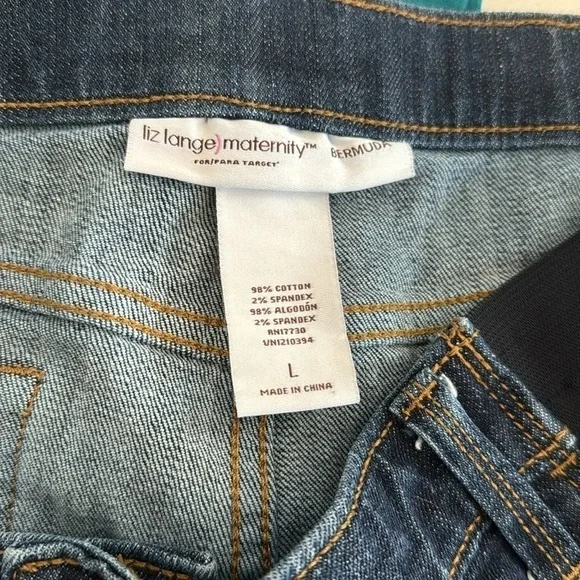 liz lange) maternity™ BERMUDA
FOR/PARA TARGET®
98% COTTON
2% SPANDEX
98% ALGODÓN
2% SPANDEX
RN17730
VN1210394
L
MADE IN CHINA